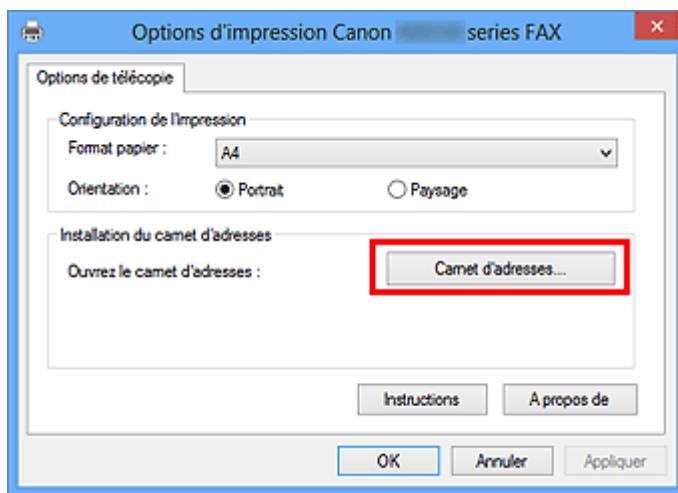 Options d'impression Canon series FAX
Options de télécopie
Configuration de l'impression
Format papier : A4
Orientation : Portrait Paysage
Installation du carnet d'adresses
Ouvrez le carnet d'adresses : Carnet d'adresses...
Instructions A propos de
OK Annuler Appliquer